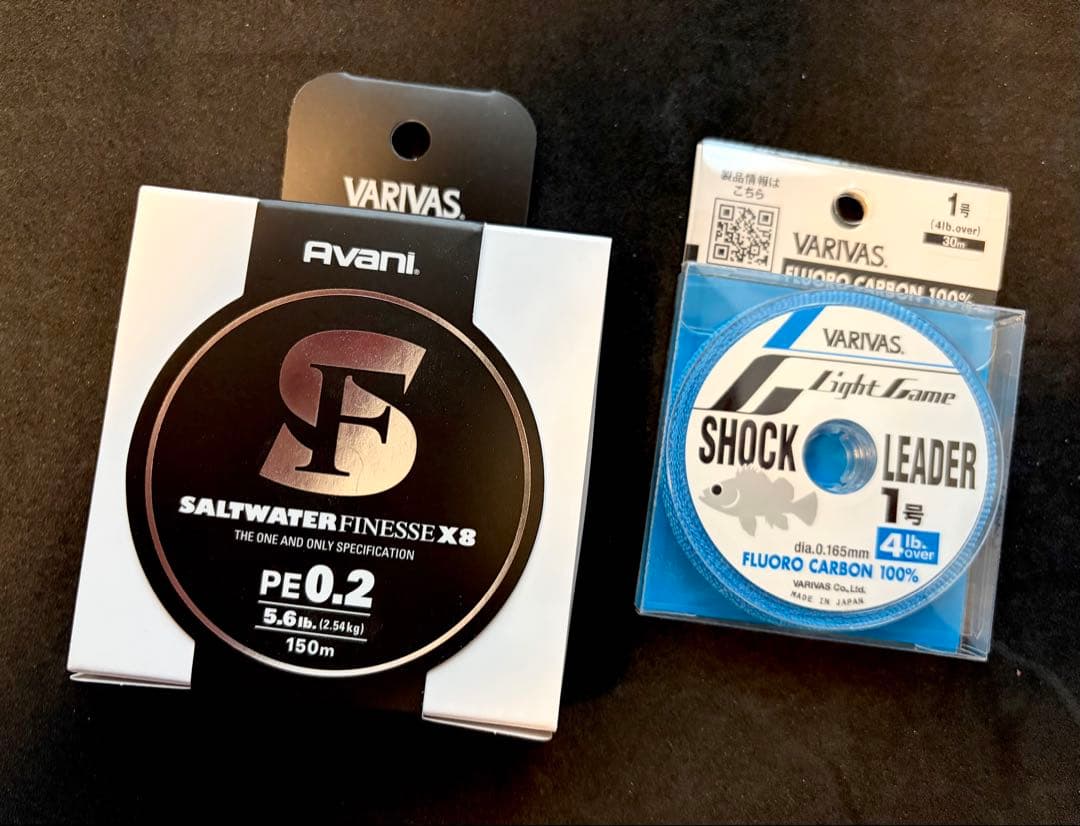 VARIVAS®
Avani®
SF
SALTWATER FINESSE X8
THE ONE AND ONLY SPECIFICATION
PE0.2
5.6lb. (2.54kg)
150m
製品情報は
こちら
1号
(4lb.over)
30m
VARIVAS®
FLUORO CARBON 100%
VARIVAS®
G Light Game
SHOCK LEADER
1号
dia.0.165mm
4lb.over
FLUORO CARBON 100%
VARIVAS Co.,Ltd.
MADE IN JAPAN